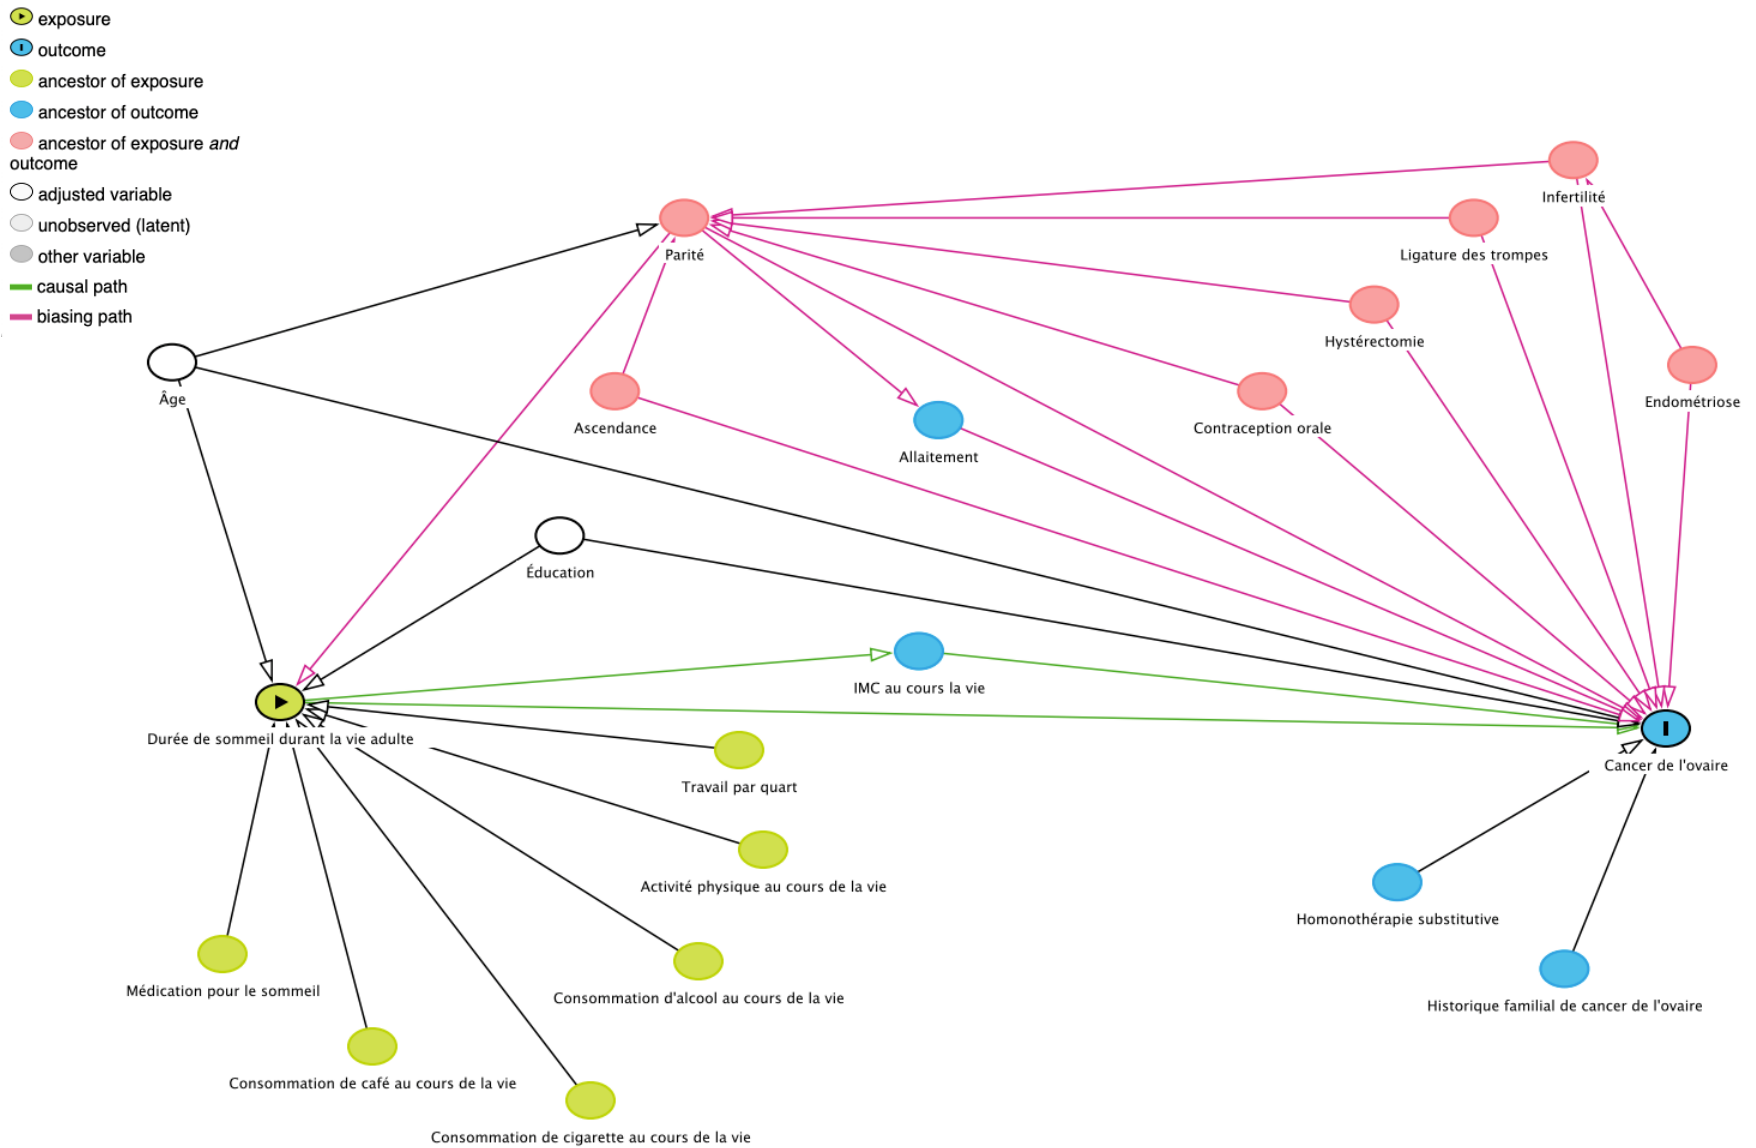 exposure
outcome
ancestor of exposure
ancestor of outcome
ancestor of exposure and
outcome
adjusted variable
unobserved (latent)
other variable
causal path
biasing path
Infertilité
Parité
Ligature des trompes
Hystérectomie
Âge
Endométriose
Ascendance
Contraception orale
Allaitement
Éducation
IMC au cours la vie
Durée de sommeil durant la vie adulte
Cancer de l'ovaire
Travail par quart
Activité physique au cours de la vie
Homonothérapie substitutive
Médication pour le sommeil
Consommation d'alcool au cours de la vie
Historique familial de cancer de l'ovaire
Consommation de café au cours de la vie
Consommation de cigarette au cours de la vie